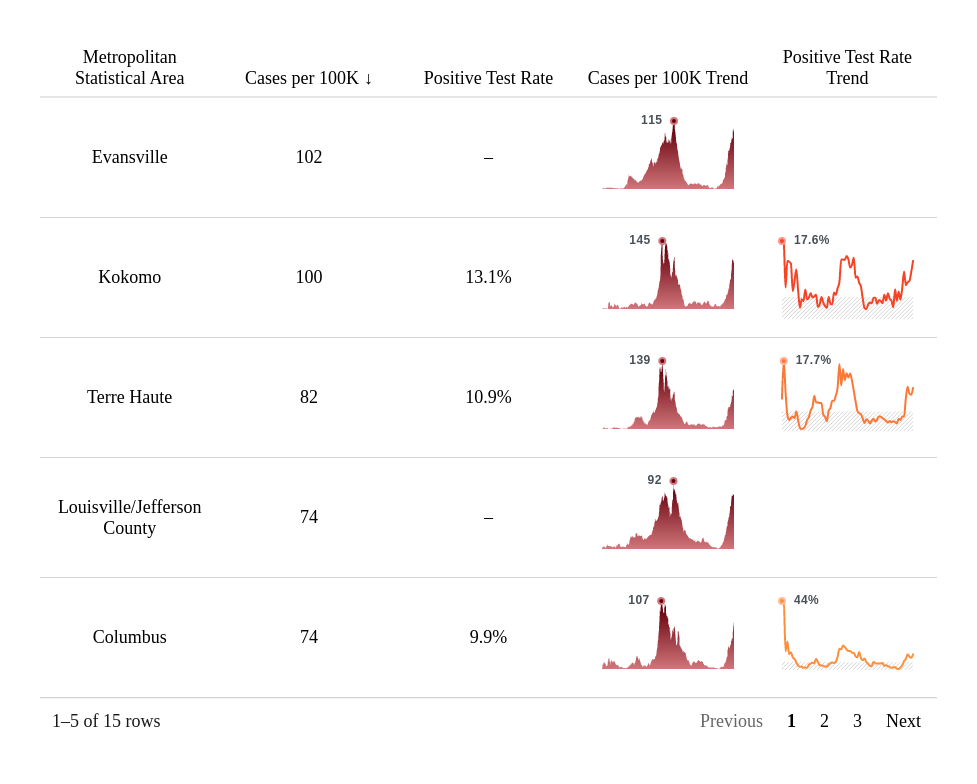 Metropolitan
Statistical Area
Cases per 100K ↓
Positive Test Rate
Cases per 100K Trend
Positive Test Rate
Trend
Evansville
102
–
115
Kokomo
100
13.1%
145
17.6%
Terre Haute
82
10.9%
139
17.7%
Louisville/Jefferson
County
74
–
92
Columbus
74
9.9%
107
44%
1–5 of 15 rows
Previous 1 2 3 Next